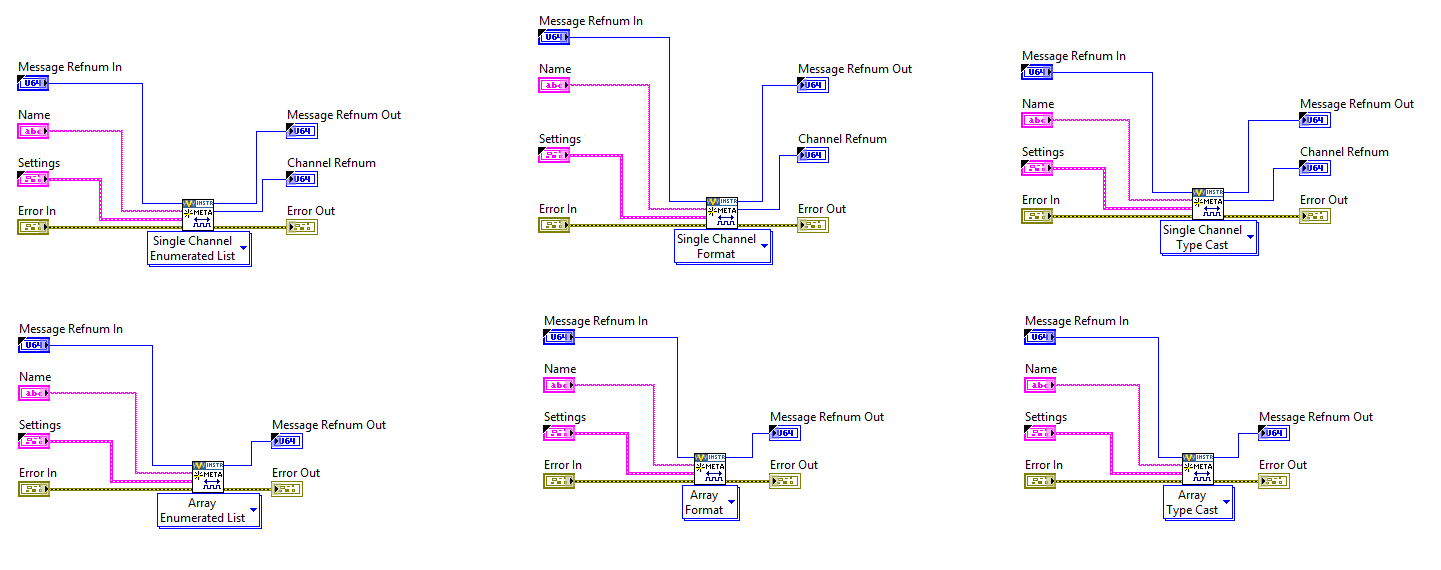 Message Refnum In
U64
Name
abc
Settings
Error In
Message Refnum Out
U64
Channel Refnum
U64
Error Out
INSTR
META
Single Channel
Enumerated List
Message Refnum In
U64
Name
abc
Settings
Error In
Message Refnum Out
U64
Channel Refnum
U64
Error Out
INSTR
META
Single Channel
Format
Message Refnum In
U64
Name
abc
Settings
Error In
Message Refnum Out
U64
Channel Refnum
U64
Error Out
INSTR
META
Single Channel
Type Cast
Message Refnum In
U64
Name
abc
Settings
Error In
Message Refnum Out
U64
Error Out
INSTR
META
Array
Enumerated List
Message Refnum In
U64
Name
abc
Settings
Error In
Message Refnum Out
U64
Error Out
INSTR
META
Array
Format
Message Refnum In
U64
Name
abc
Settings
Error In
Message Refnum Out
U64
Error Out
INSTR
META
Array
Type Cast